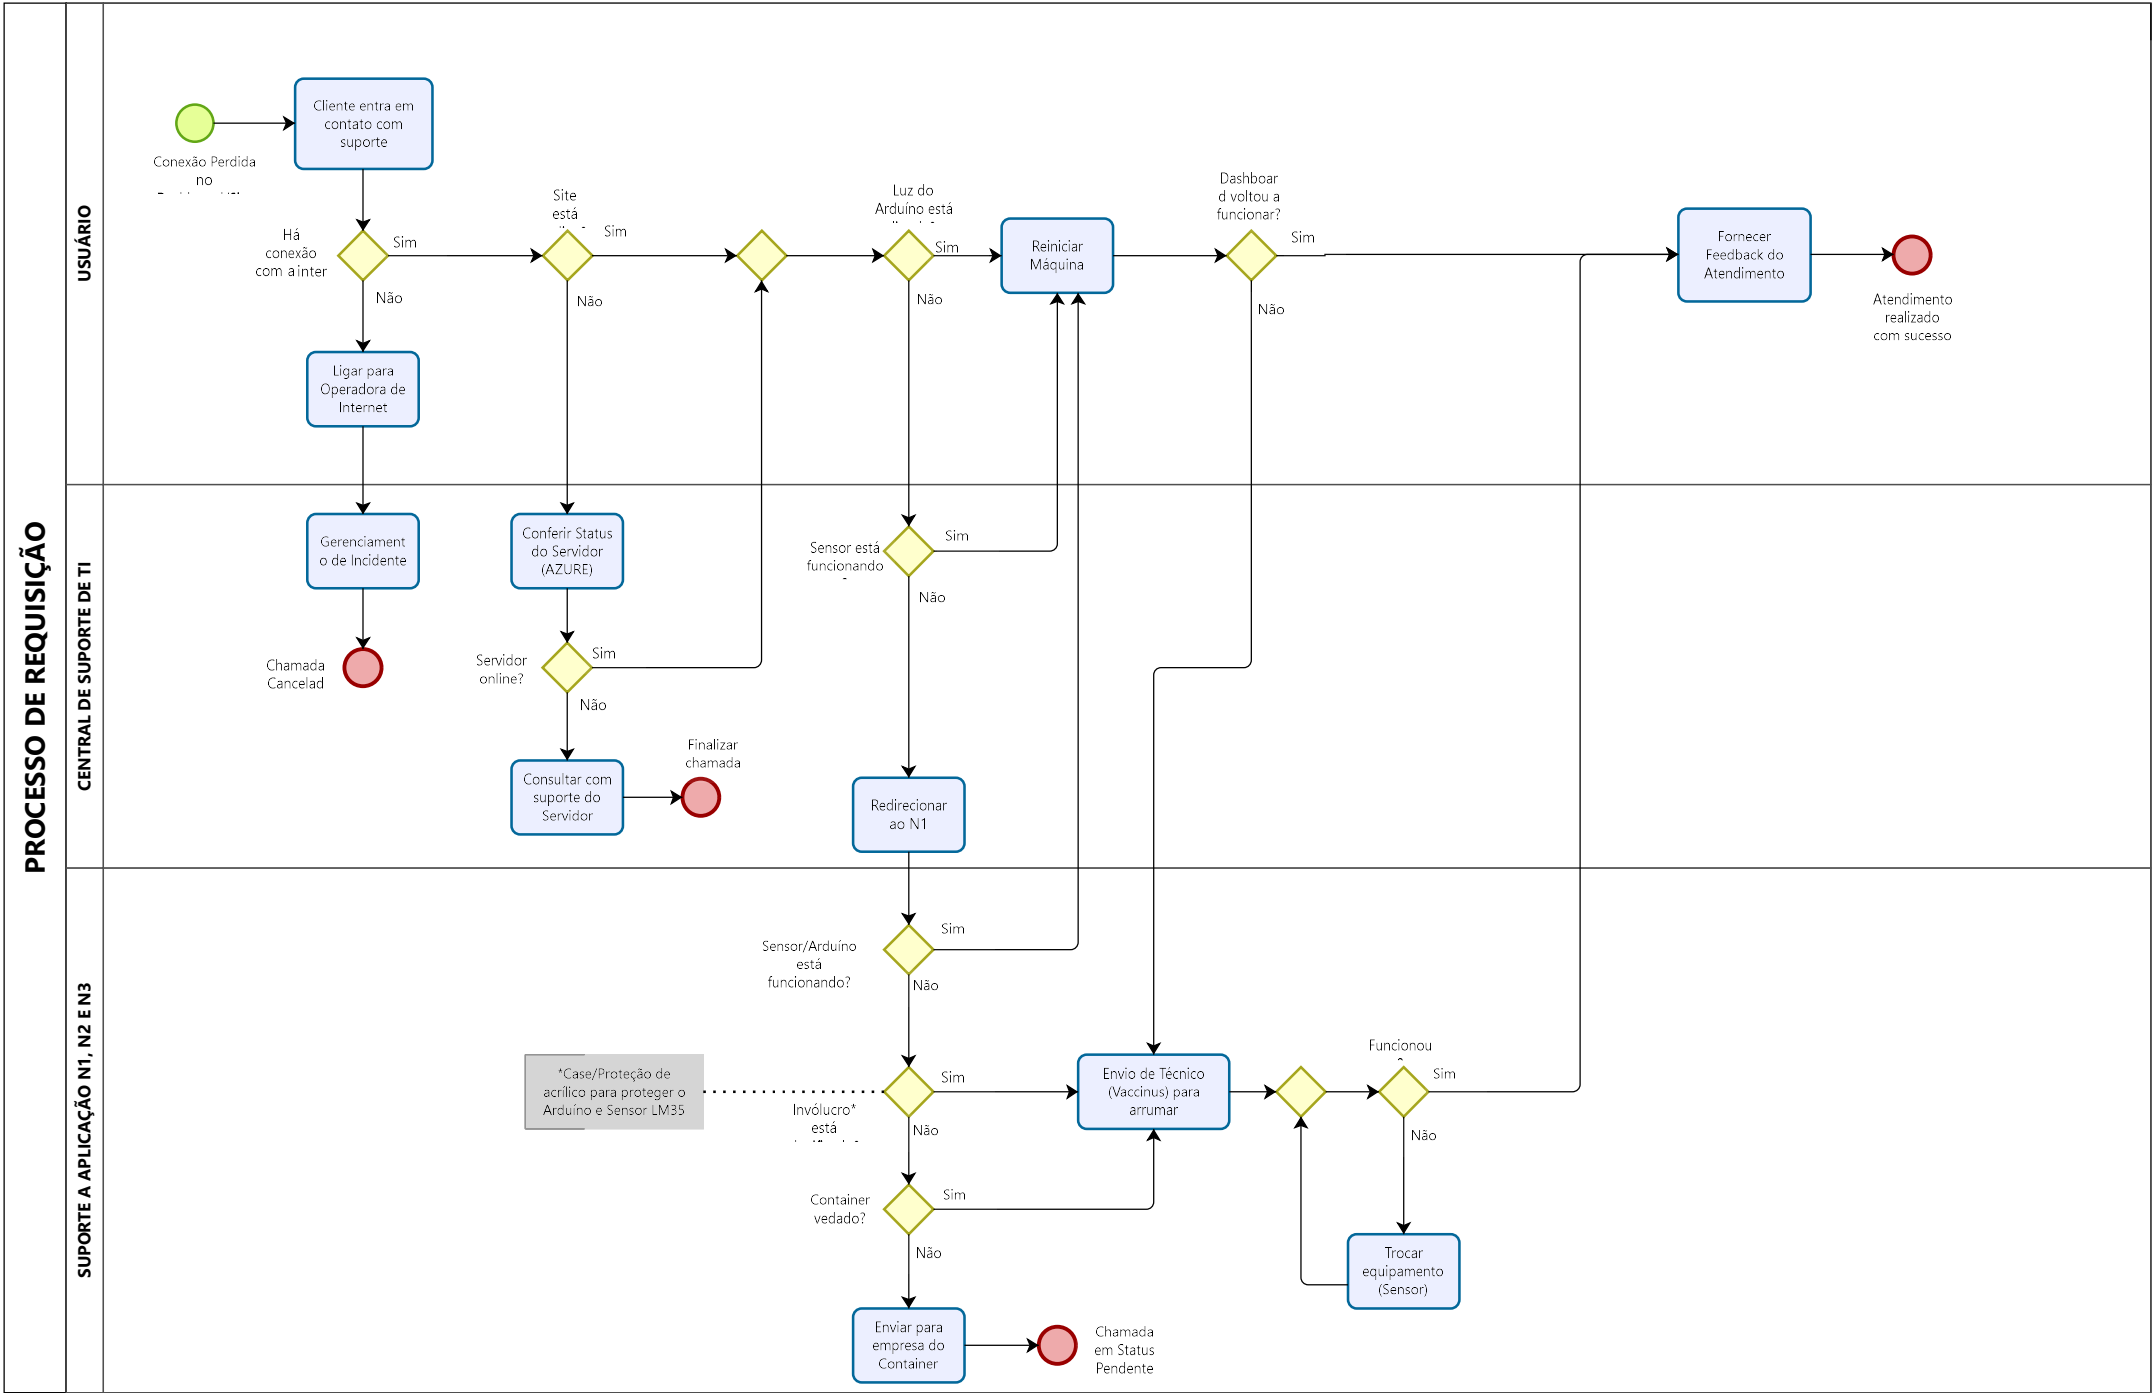 PROCESSO DE REQUISIÇÃO
USUÁRIO
Conexão Perdida
no
Cliente entra em
contato com
suporte
Há
conexão
com a inter
Sim
Não
Ligar para
Operadora de
Internet
Site
está
Sim
Não
Luz do
Arduíno está
Sim
Não
Reiniciar
Máquina
Dashboar
d voltou a
funcionar?
Sim
Não
Fornecer
Feedback do
Atendimento
Atendimento
realizado
com sucesso
CENTRAL DE SUPORTE DE TI
Gerenciament
o de Incidente
Chamada
Cancelad
Conferir Status
do Servidor
(AZURE)
Servidor
online?
Sim
Não
Consultar com
suporte do
Servidor
Finalizar
chamada
Sensor está
funcionando
Sim
Não
Redirecionar
ao N1
SUPORTE A APLICAÇÃO N1, N2 E N3
Sensor/Arduíno
está
funcionando?
Sim
Não
*Case/Proteção de
acrílico para proteger o
Arduíno e Sensor LM35
Invólucro*
está
Sim
Não
Container
vedado?
Sim
Não
Enviar para
empresa do
Container
Chamada
em Status
Pendente
Envio de Técnico
(Vaccinus) para
arrumar
Funcionou
Sim
Não
Trocar
equipamento
(Sensor)